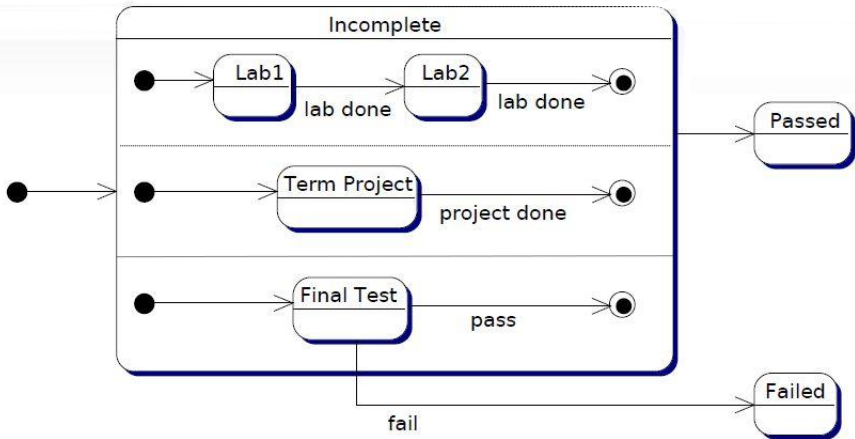 Incomplete
Lab1
Lab2
lab done
lab done
Passed
Term Project
project done
Final Test
pass
Failed
fail